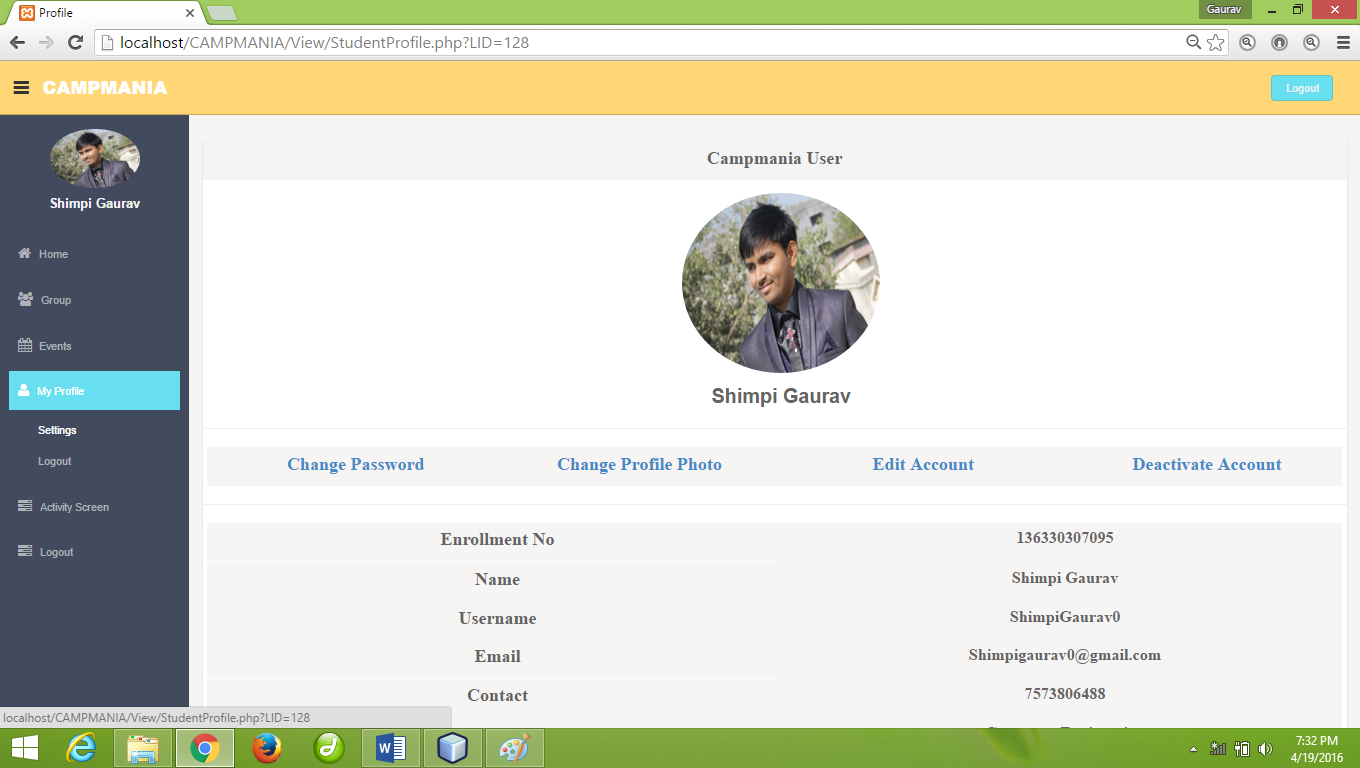 Profile
Gaurav
localhost/CAMPMANIA/View/StudentProfile.php?LID=128
CAMPMANIA
Logout
Shimpi Gaurav
Home
Group
Events
My Profile
Settings
Logout
Activity Screen
Logout
Campmania User
Shimpi Gaurav
Change Password Change Profile Photo Edit Account Deactivate Account
Enrollment No 136330307095
Name Shimpi Gaurav
Username ShimpiGaurav0
Email Shimpigaurav0@gmail.com
Contact 7573806488
localhost/CAMPMANIA/View/StudentProfile.php?LID=128
7:32 PM
4/19/2016